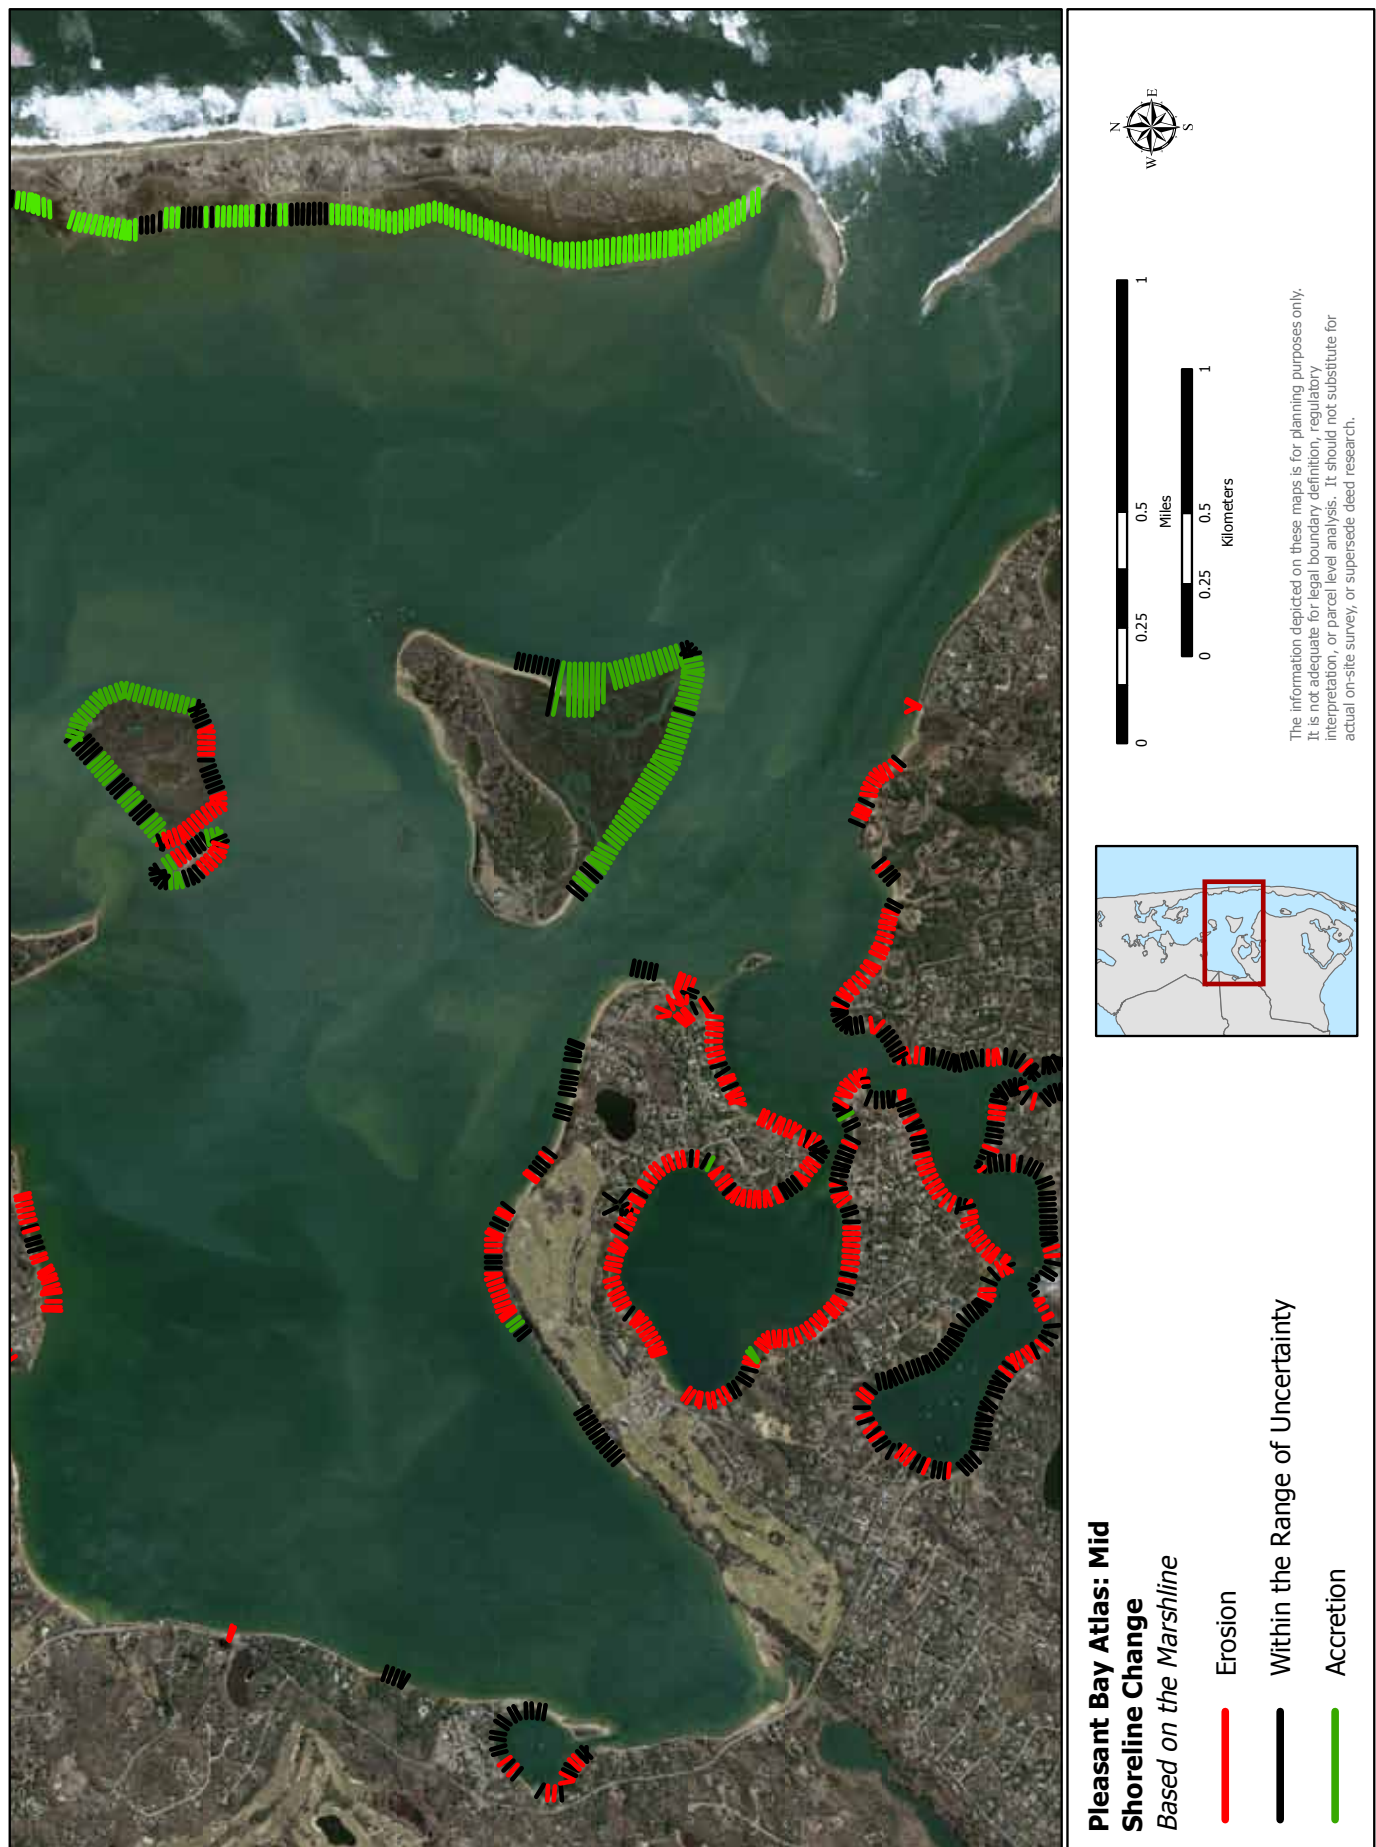 Pleasant Bay Atlas: Mid
Shoreline Change
Based on the Marshline
Erosion
Within the Range of Uncertainty
Accretion
0 0.25 0.5 1
Miles
0 0.25 0.5 1
Kilometers
The information depicted on these maps is for planning purposes only.
It is not adequate for legal boundary definition, regulatory
interpretation, or parcel level analysis. It should not substitute for
actual on-site survey, or supersede deed research.
N
W E
S